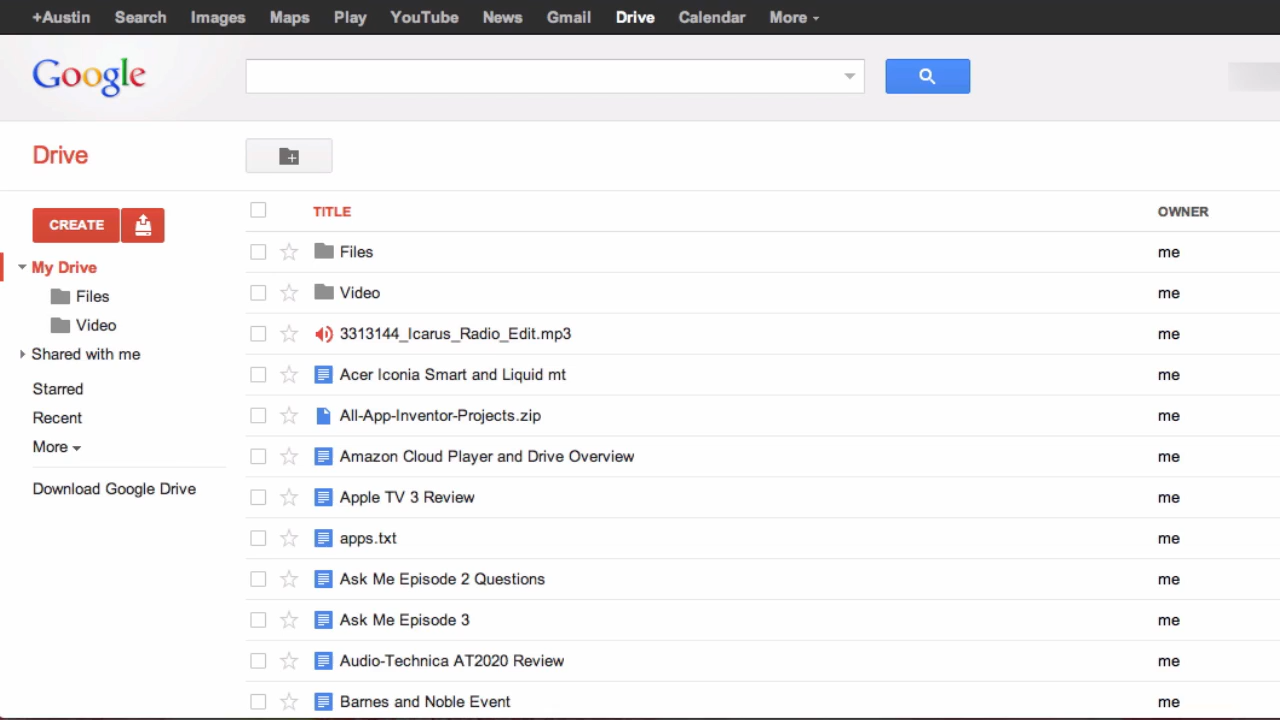 +Austin Search Images Maps Play YouTube News Gmail Drive Calendar More
Google
Drive
CREATE
My Drive
Files
Video
Shared with me
Starred
Recent
More
Download Google Drive
TITLE OWNER
Files me
Video me
3313144_Icarus_Radio_Edit.mp3 me
Acer Iconia Smart and Liquid mt me
All-App-Inventor-Projects.zip me
Amazon Cloud Player and Drive Overview me
Apple TV 3 Review me
apps.txt me
Ask Me Episode 2 Questions me
Ask Me Episode 3 me
Audio-Technica AT2020 Review me
Barnes and Noble Event me